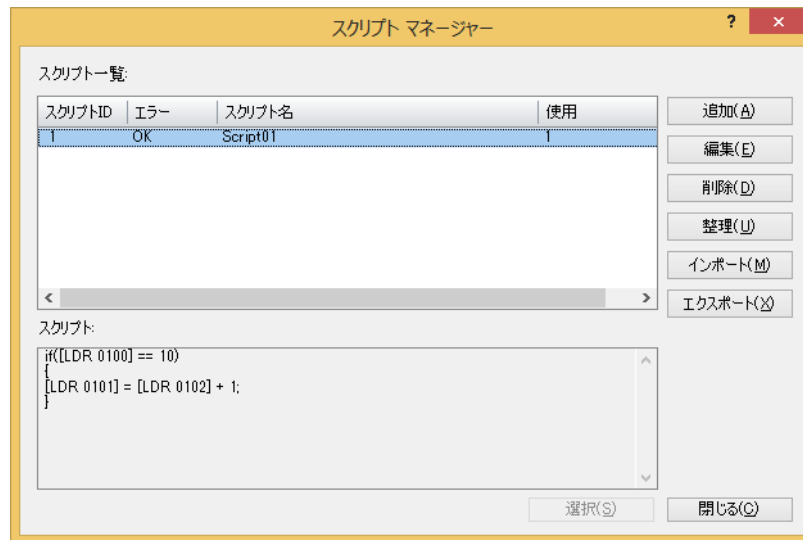 スクリプト マネージャー
? ×
スクリプト一覧:
スクリプトID エラー スクリプト名 使用
1 OK Script01 1
追加(A)
編集(E)
削除(D)
整理(U)
インポート(M)
エクスポート(X)
スクリプト:
if([LDR 0100] == 10)
{
[LDR 0101] = [LDR 0102] + 1;
}
選択(S)
閉じる(C)